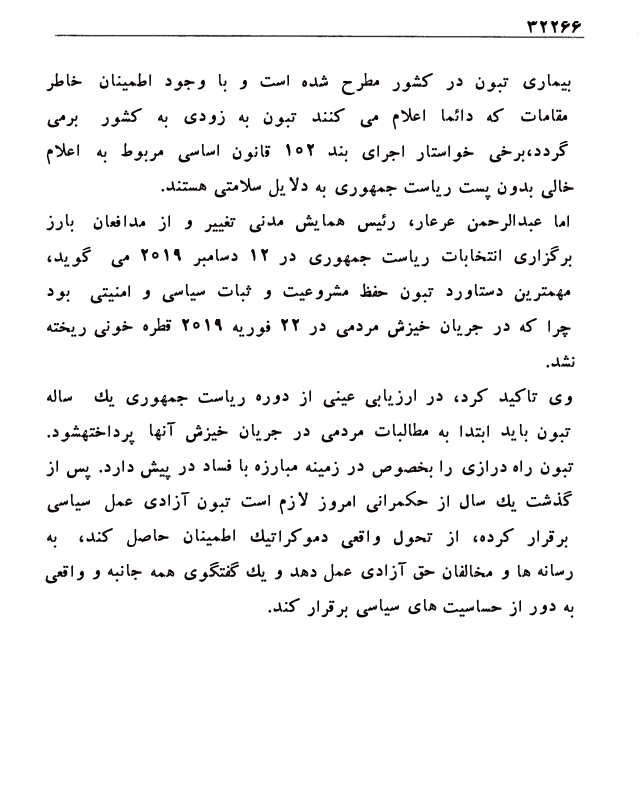 ۳۲۲۶۶
بیماری تبون در کشور مطرح شده است و با وجود اطمینان خاطر
مقامات که دائما اعلام می کنند تبون به زودی به کشور برمی
گردد،برخی خواستار اجرای بند ۱۰۲ قانون اساسی مربوط به اعلام
خالی بدون پست ریاست جمهوری به دلایل سلامتی هستند.
اما عبدالرحمن عرعار، رئیس همایش مدنی تغییر و از مدافعان بارز
برگزاری انتخابات ریاست جمهوری در ۱۲ دسامبر ۲۰۱۹ می گوید،
مهمترین دستاورد تبون حفظ مشروعیت و ثبات سیاسی و امنیتی بود
چرا که در جریان خیزش مردمی در ۲۲ فوریه ۲۰۱۹ قطره خونی ریخته
نشد.
وی تاکید کرد، در ارزیابی عینی از دوره ریاست جمهوری یك ساله
تبون باید ابتدا به مطالبات مردمی در جریان خیزش آنها پرداختهشود.
تبون راه درازی را بخصوص در زمینه مبارزه با فساد در پیش دارد. پس از
گذشت یك سال از حکمرانی امروز لازم است تبون آزادی عمل سیاسی
برقرار کرده، از تحول واقعی دموکراتیك اطمینان حاصل کند، به
رسانه ها و مخالفان حق آزادی عمل دهد و یك گفتگوی همه جانبه و واقعی
به دور از حساسیت های سیاسی برقرار کند.